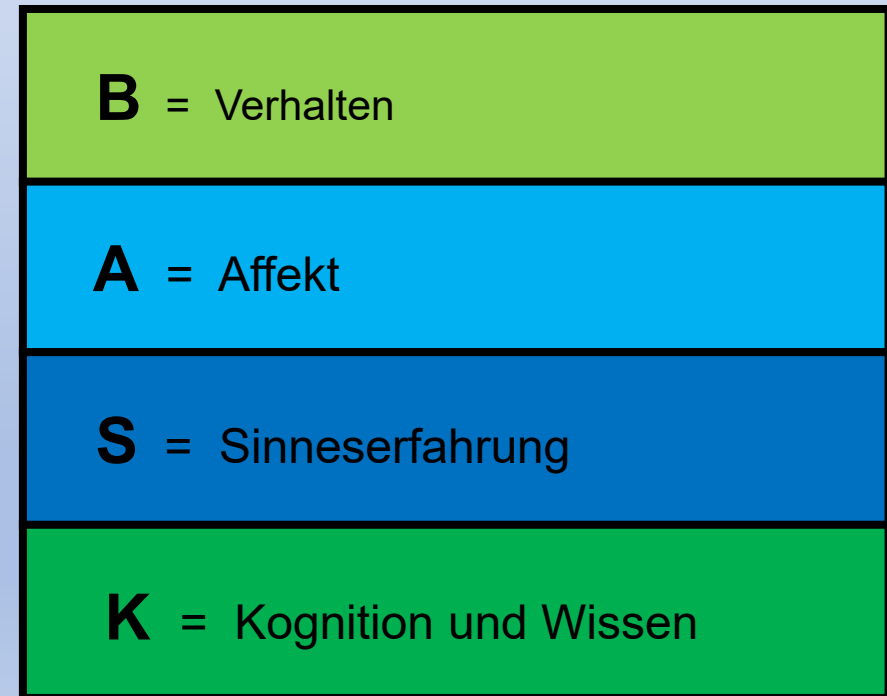 B = Verhalten
A = Affekt
S = Sinneserfahrung
K = Kognition und Wissen